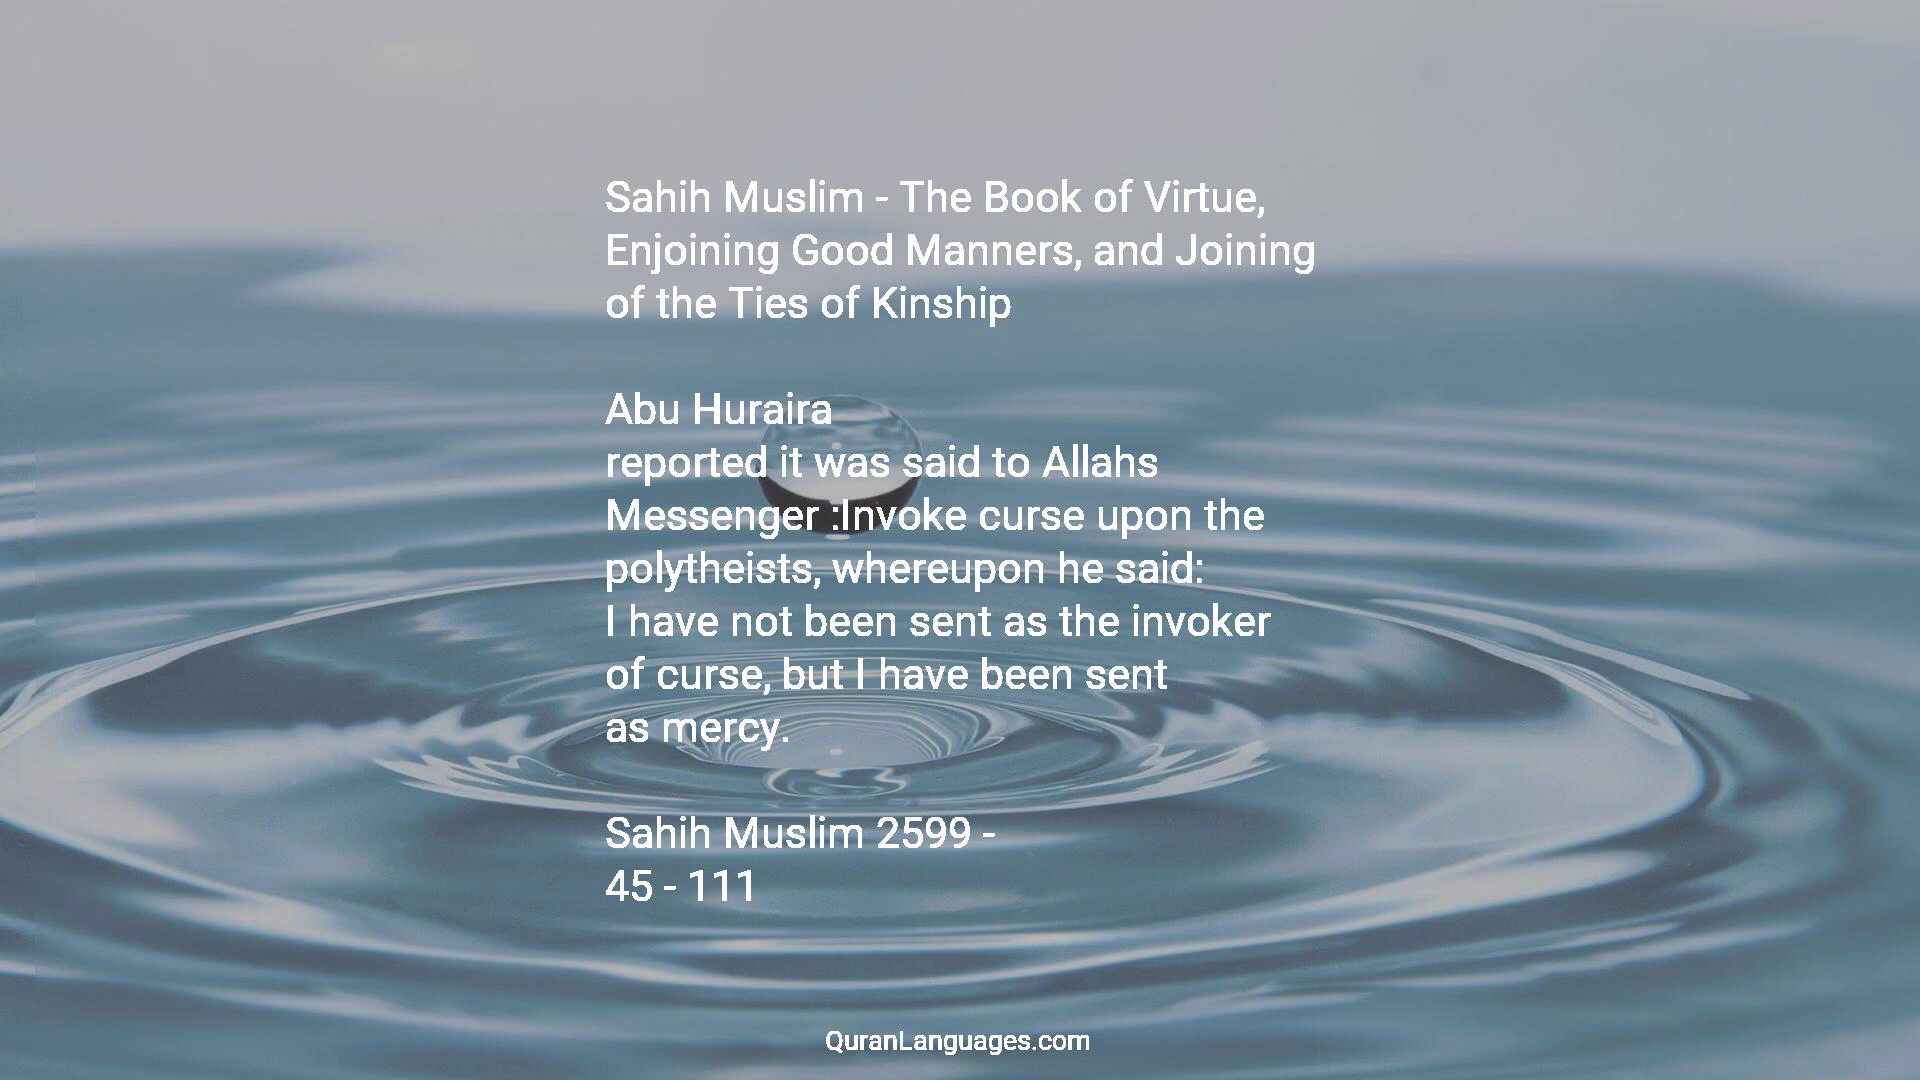 Sahih Muslim - The Book of Virtue,
Enjoining Good Manners, and Joining
of the Ties of Kinship
Abu Huraira
reported it was said to Allahs
Messenger :Invoke curse upon the
polytheists, whereupon he said:
I have not been sent as the invoker
of curse, but I have been sent
as mercy.
Sahih Muslim 2599 -
45 - 111
QuranLanguages.com